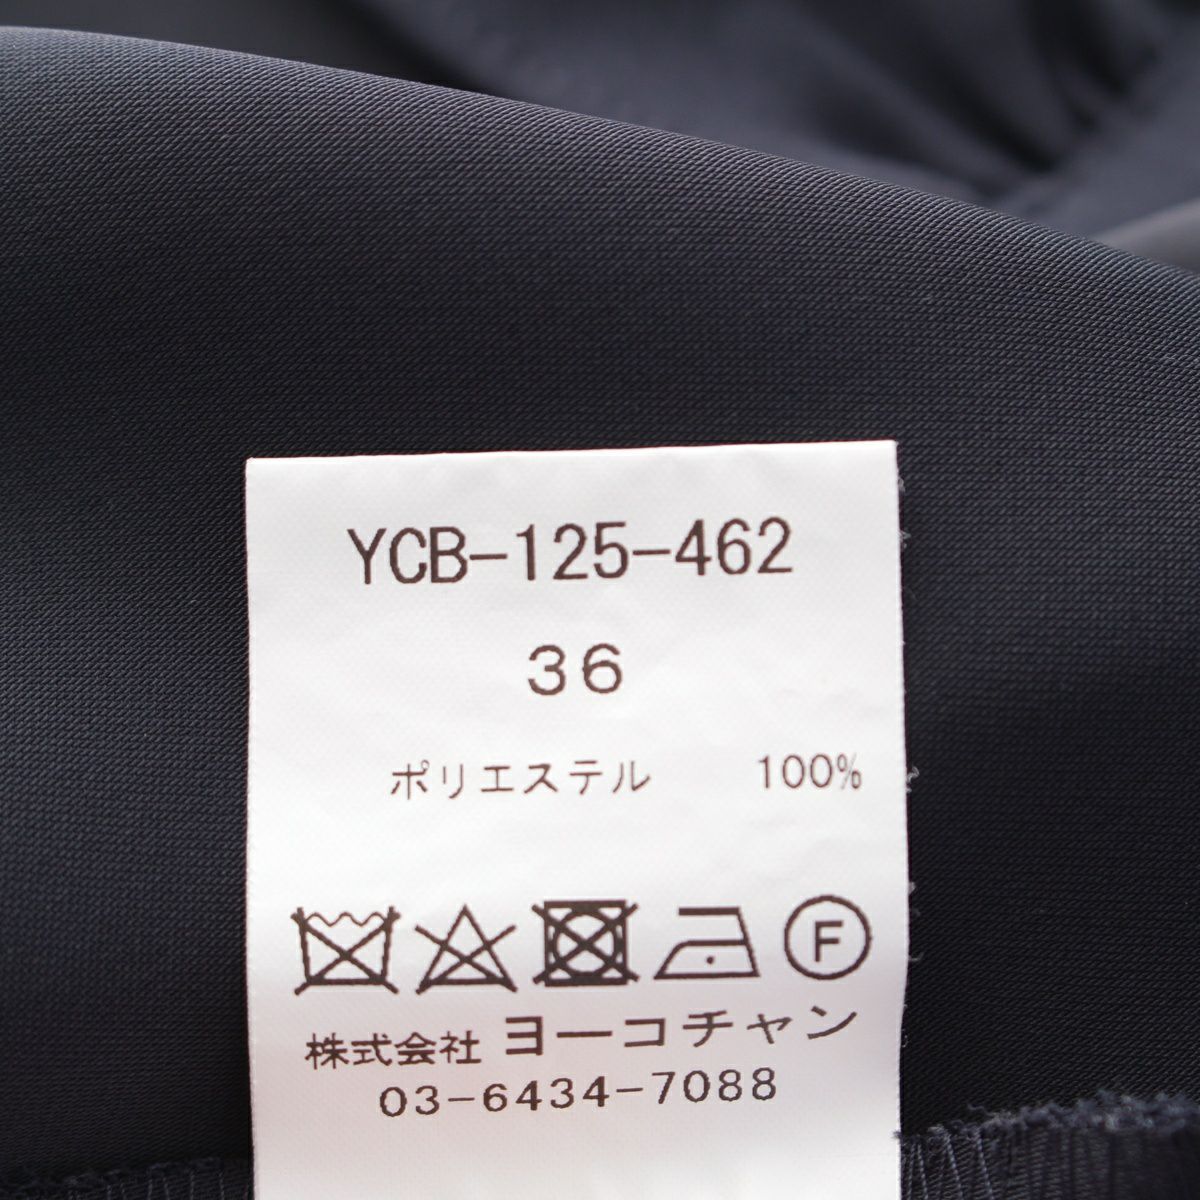 YCB-125-462
36
ポリエステル 100%
F
株式会社 ヨーコチャン
03-6434-7088